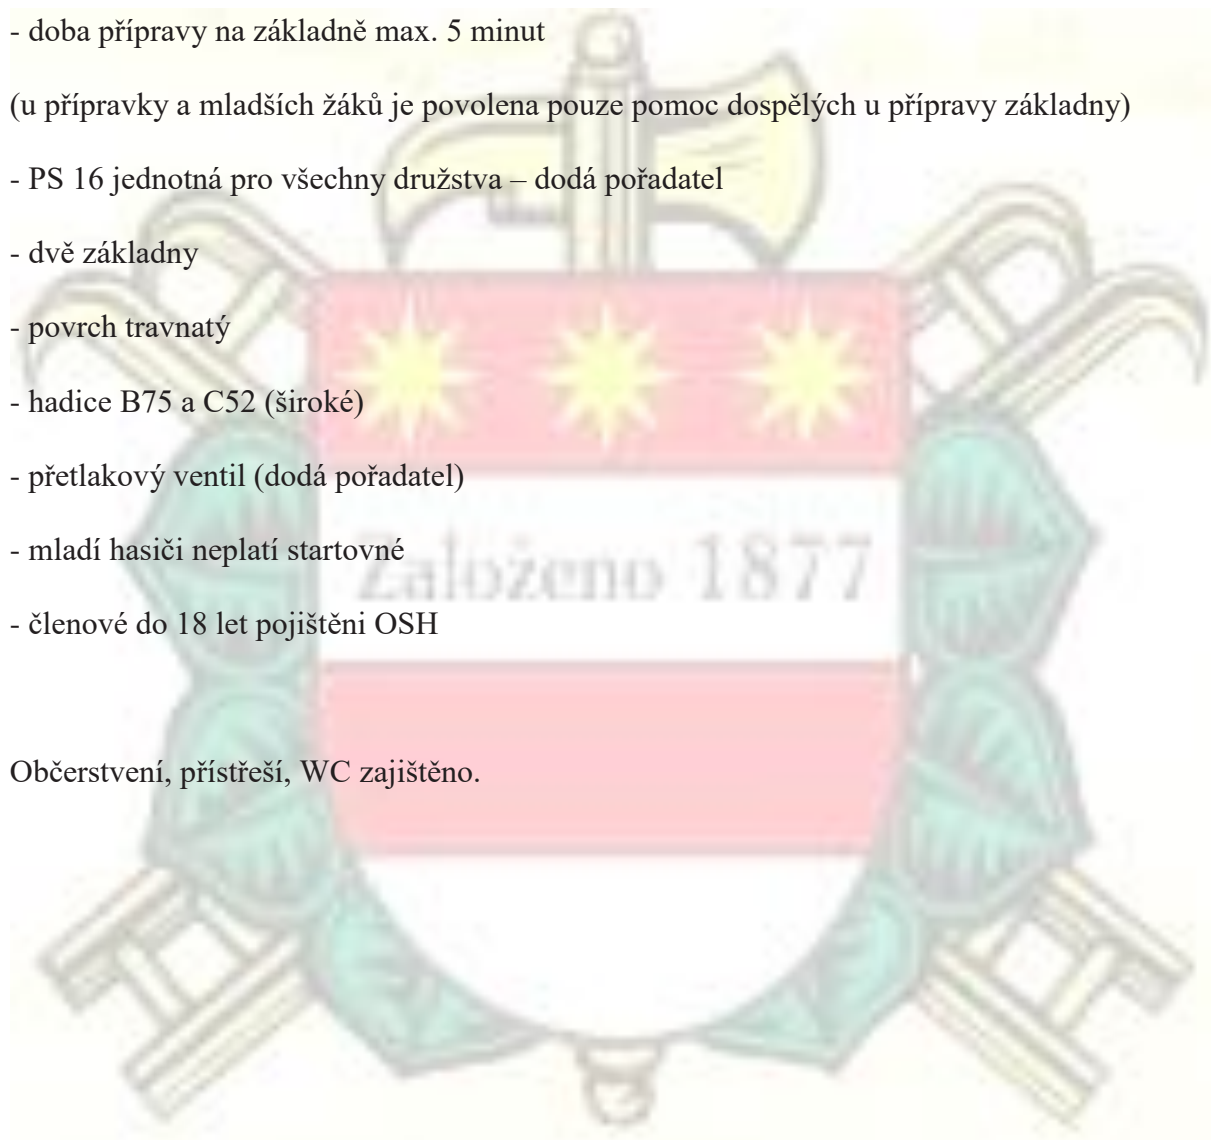 - doba přípravy na základně max. 5 minut
(u přípravky a mladších žáků je povolena pouze pomoc dospělých u přípravy základny)
- PS 16 jednotná pro všechny družstva – dodá pořadatel
- dvě základny
- povrch travnatý
- hadice B75 a C52 (široké)
- přetlakový ventil (dodá pořadatel)
- mladí hasiči neplatí startovné
Založeno 1877
- členové do 18 let pojištěni OSH
Občerstvení, přístřeší, WC zajištěno.